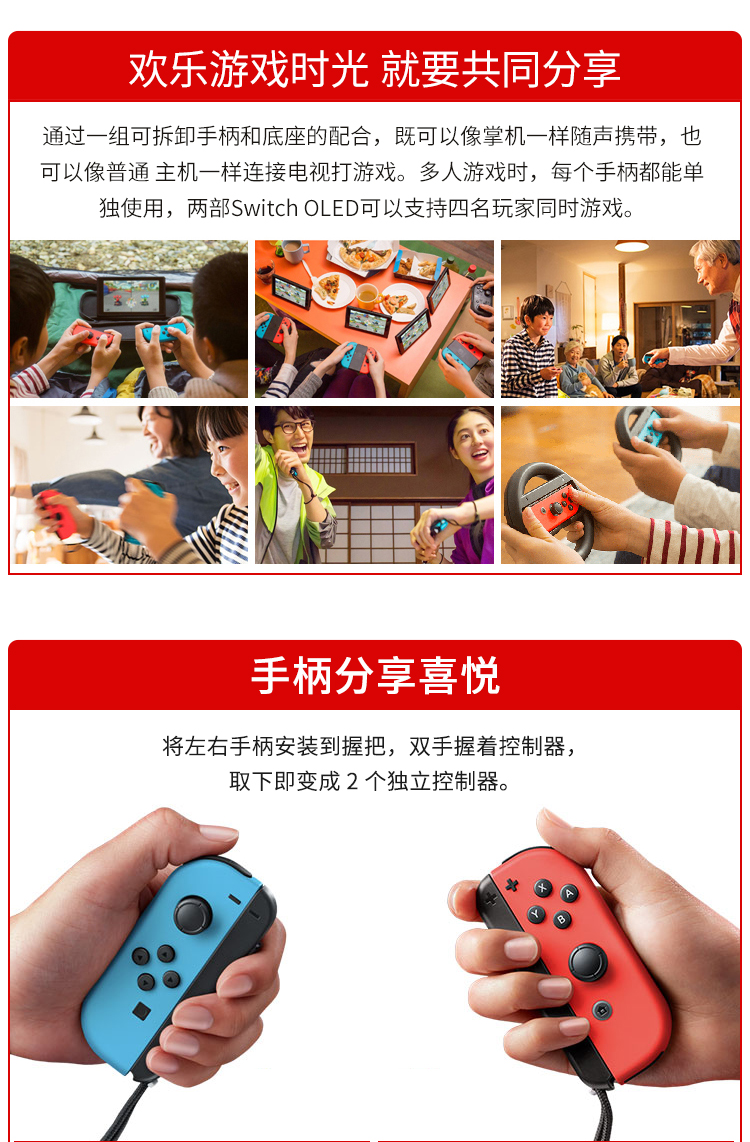 欢乐游戏时光 就要共同分享
通过一组可拆卸手柄和底座的配合，既可以像掌机一样随声携带，也
可以像普通 主机一样连接电视打游戏。多人游戏时，每个手柄都能单
独使用，两部Switch OLED可以支持四名玩家同时游戏。
手柄分享喜悦
将左右手柄安装到握把，双手握着控制器，
取下即变成 2 个独立控制器。
X
A
Y
B